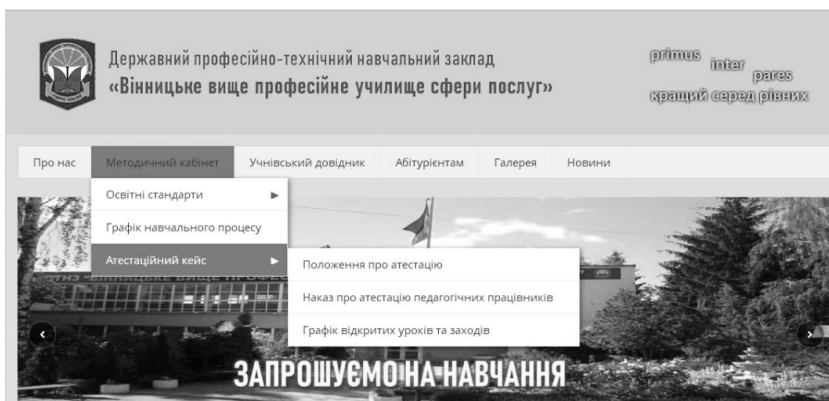 Державний професійно-технічний навчальний заклад
«Вінницьке вище професійне училище сфери послуг»
primus
inter
pares
кращий серед рівних
Про нас Методичний кабінет Учнівський довідник Абітурієнтам Галерея Новини
Освітні стандарти
Графік навчального процесу
Атестаційний кейс
Положення про атестацію
Наказ про атестацію педагогічних працівників
Графік відкритих уроків та заходів
ЗАПРОШУЄМО НА НАВЧАННЯ